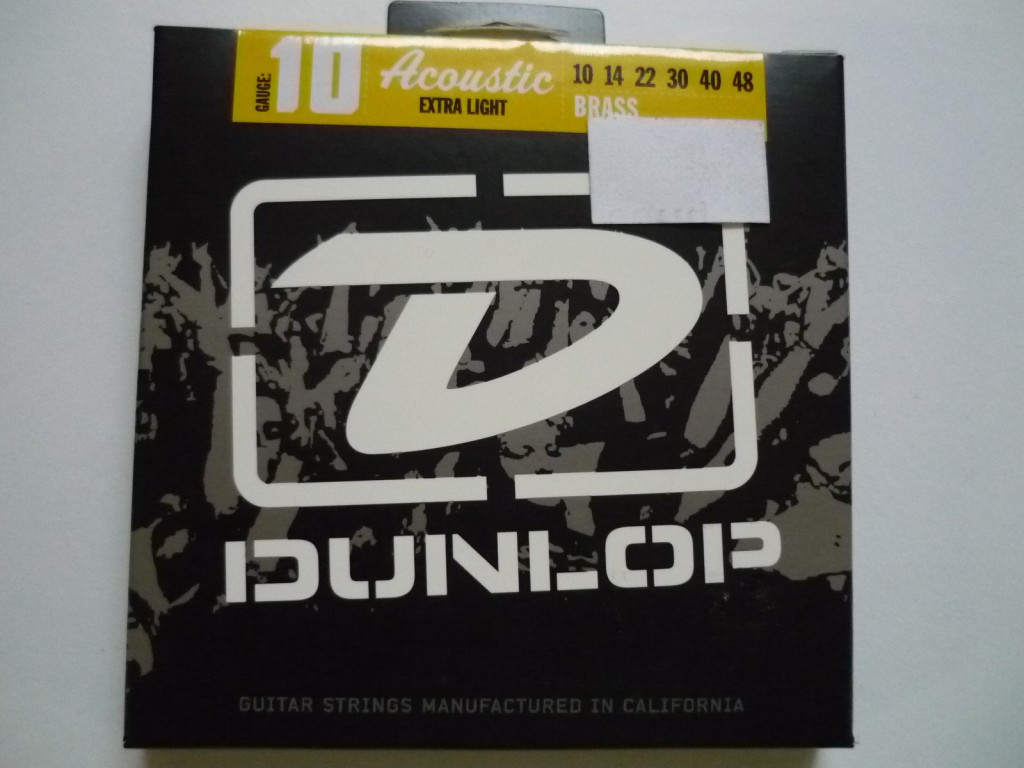 GAUGE: 10 Acoustic 10 14 22 30 40 48
EXTRA LIGHT BRASS
D
DUNLOP
GUITAR STRINGS MANUFACTURED IN CALIFORNIA